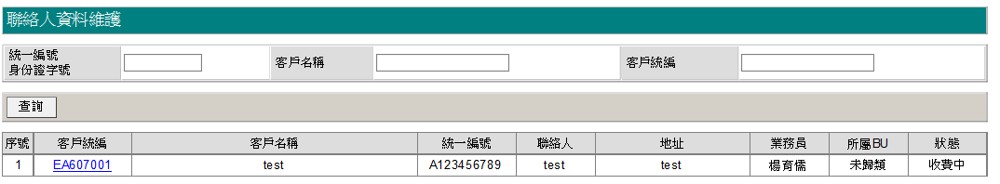 聯絡人資料維護
統一編號
身份證字號
客戶名稱
客戶統編
查詢
序號 客戶統編 客戶名稱 統一編號 聯絡人 地址 業務員 所屬BU 狀態
1 EA607001 test A123456789 test test 楊育儒 未歸類 收費中